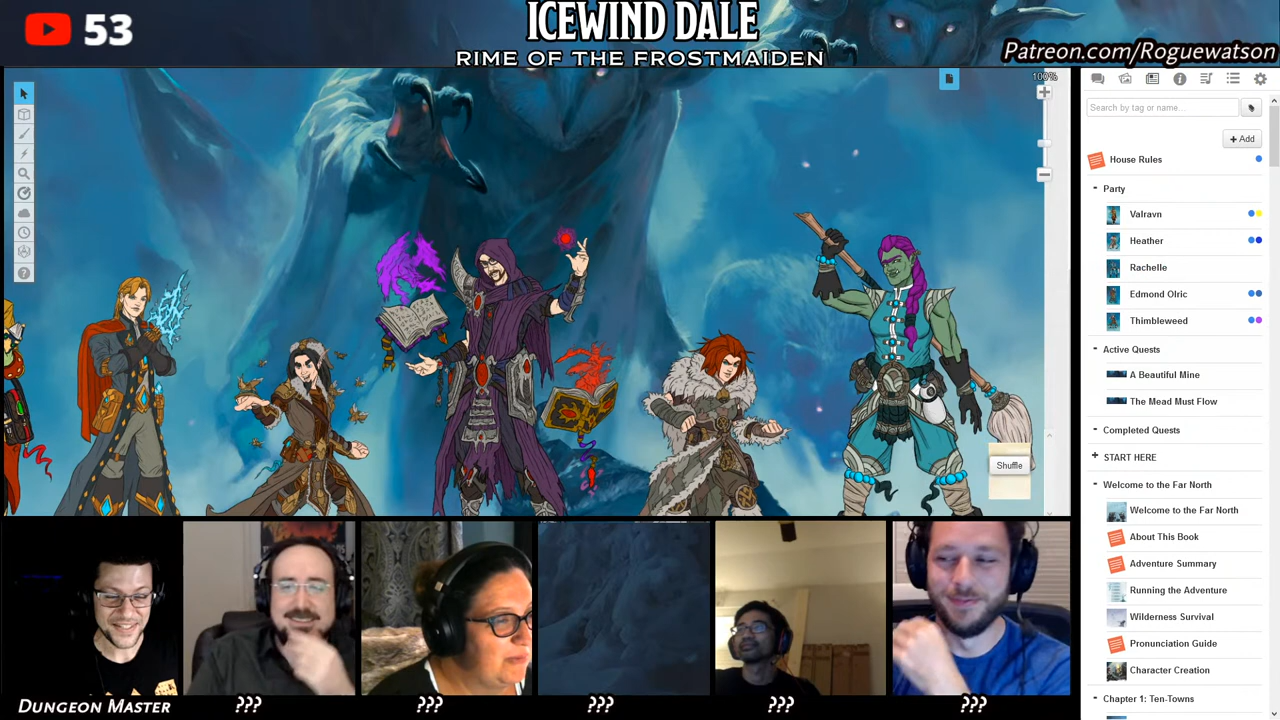 53
ICEWIND DALE
RIME OF THE FROSTMAIDEN
Patreon.com/Roguewatson
100%
Search by tag or name...
+ Add
House Rules
Party
Valravn
Heather
Rachelle
Edmond Olric
Thimbleweed
Active Quests
A Beautiful Mine
The Mead Must Flow
Completed Quests
START HERE
Welcome to the Far North
Welcome to the Far North
About This Book
Adventure Summary
Running the Adventure
Wilderness Survival
Pronunciation Guide
Character Creation
Chapter 1: Ten-Towns
Shuffle
DUNGEON MASTER
???
???
???
???
???